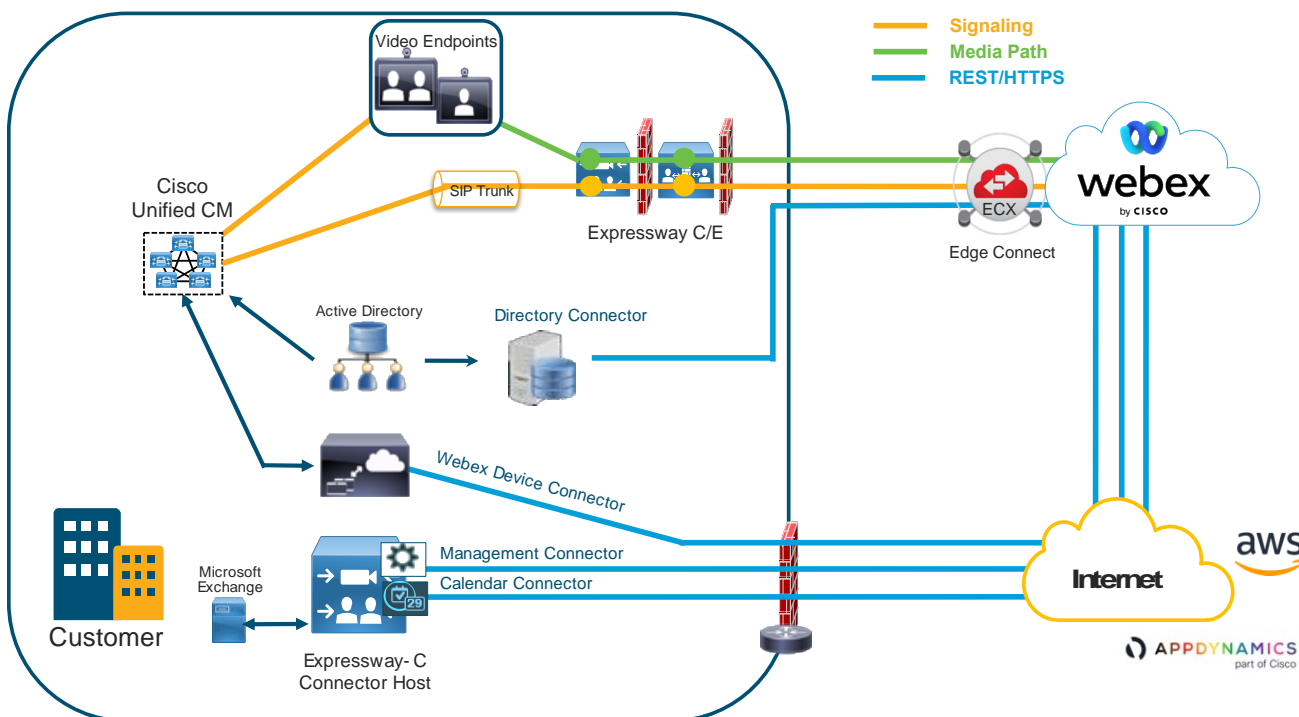 Video Endpoints
Signaling
Media Path
REST/HTTPS
Cisco
Unified CM
SIP Trunk
Expressway C/E
ECX
Edge Connect
webex
by CISCO
Active Directory
Directory Connector
Webex Device Connector
Management Connector
Calendar Connector
29
Microsoft
Exchange
Customer
Expressway- C
Connector Host
Internet
aws
APPDYNAMICS
part of Cisco